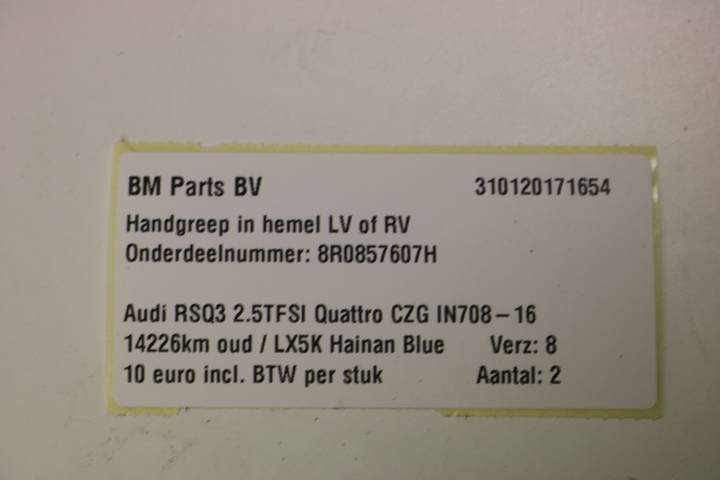 BM Parts BV 310120171654
Handgreep in hemel LV of RV
Onderdeelnummer: 8R0857607H
Audi RSQ3 2.5TFSI Quattro CZG IN708-16
14226km oud / LX5K Hainan Blue Verz: 8
10 euro incl. BTW per stuk Aantal: 2